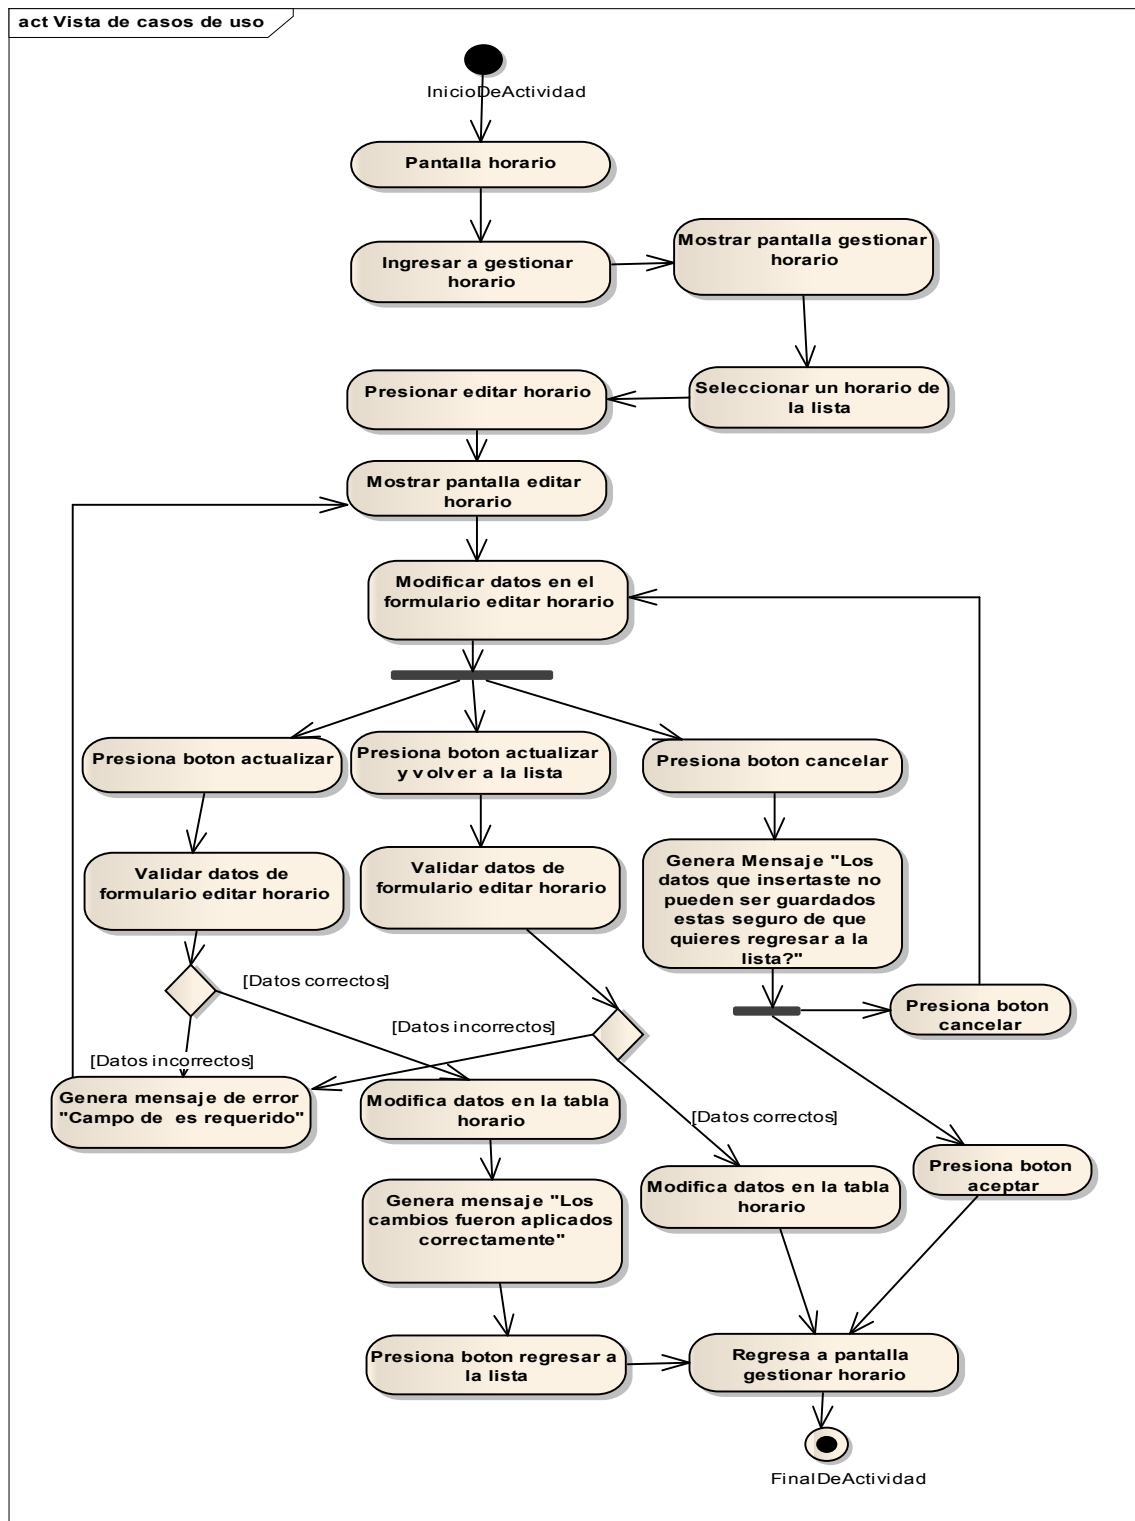 act Vista de casos de uso
InicioDeActividad
Pantalla horario
Ingresar a gestionar
horario
Mostrar pantalla gestionar
horario
Seleccionar un horario de
la lista
Presionar editar horario
Mostrar pantalla editar
horario
Modificar datos en el
formulario editar horario
Presiona boton actualizar
Presiona boton actualizar
y volver a la lista
Presiona boton cancelar
Validar datos de
formulario editar horario
Validar datos de
formulario editar horario
Genera Mensaje "Los
datos que insertaste no
pueden ser guardados
estas seguro de que
quieres regresar a la
lista?"
[Datos correctos]
[Datos incorrectos]
Presiona boton
cancelar
[Datos incorrectos]
Genera mensaje de error
"Campo de es requerido"
Modifica datos en la tabla
horario
[Datos correctos]
Presiona boton
aceptar
Modifica datos en la tabla
horario
Genera mensaje "Los
cambios fueron aplicados
correctamente"
Presiona boton regresar a
la lista
Regresa a pantalla
gestionar horario
FinalDeActividad